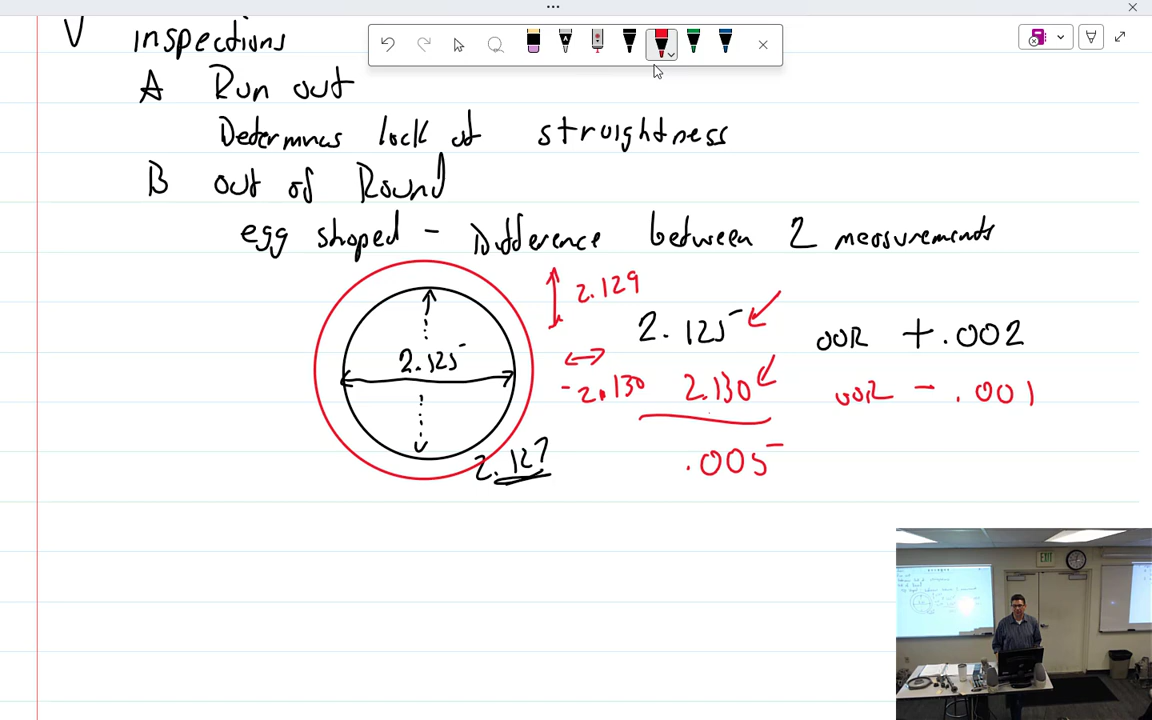 V inspections
A Run out
Determines lack of straightness
B out of Round
egg shaped - Difference between 2 measurements
2.129
2.125 OOR +.002
2.125
2.130 2.130 OOR -.001
2.127 .005